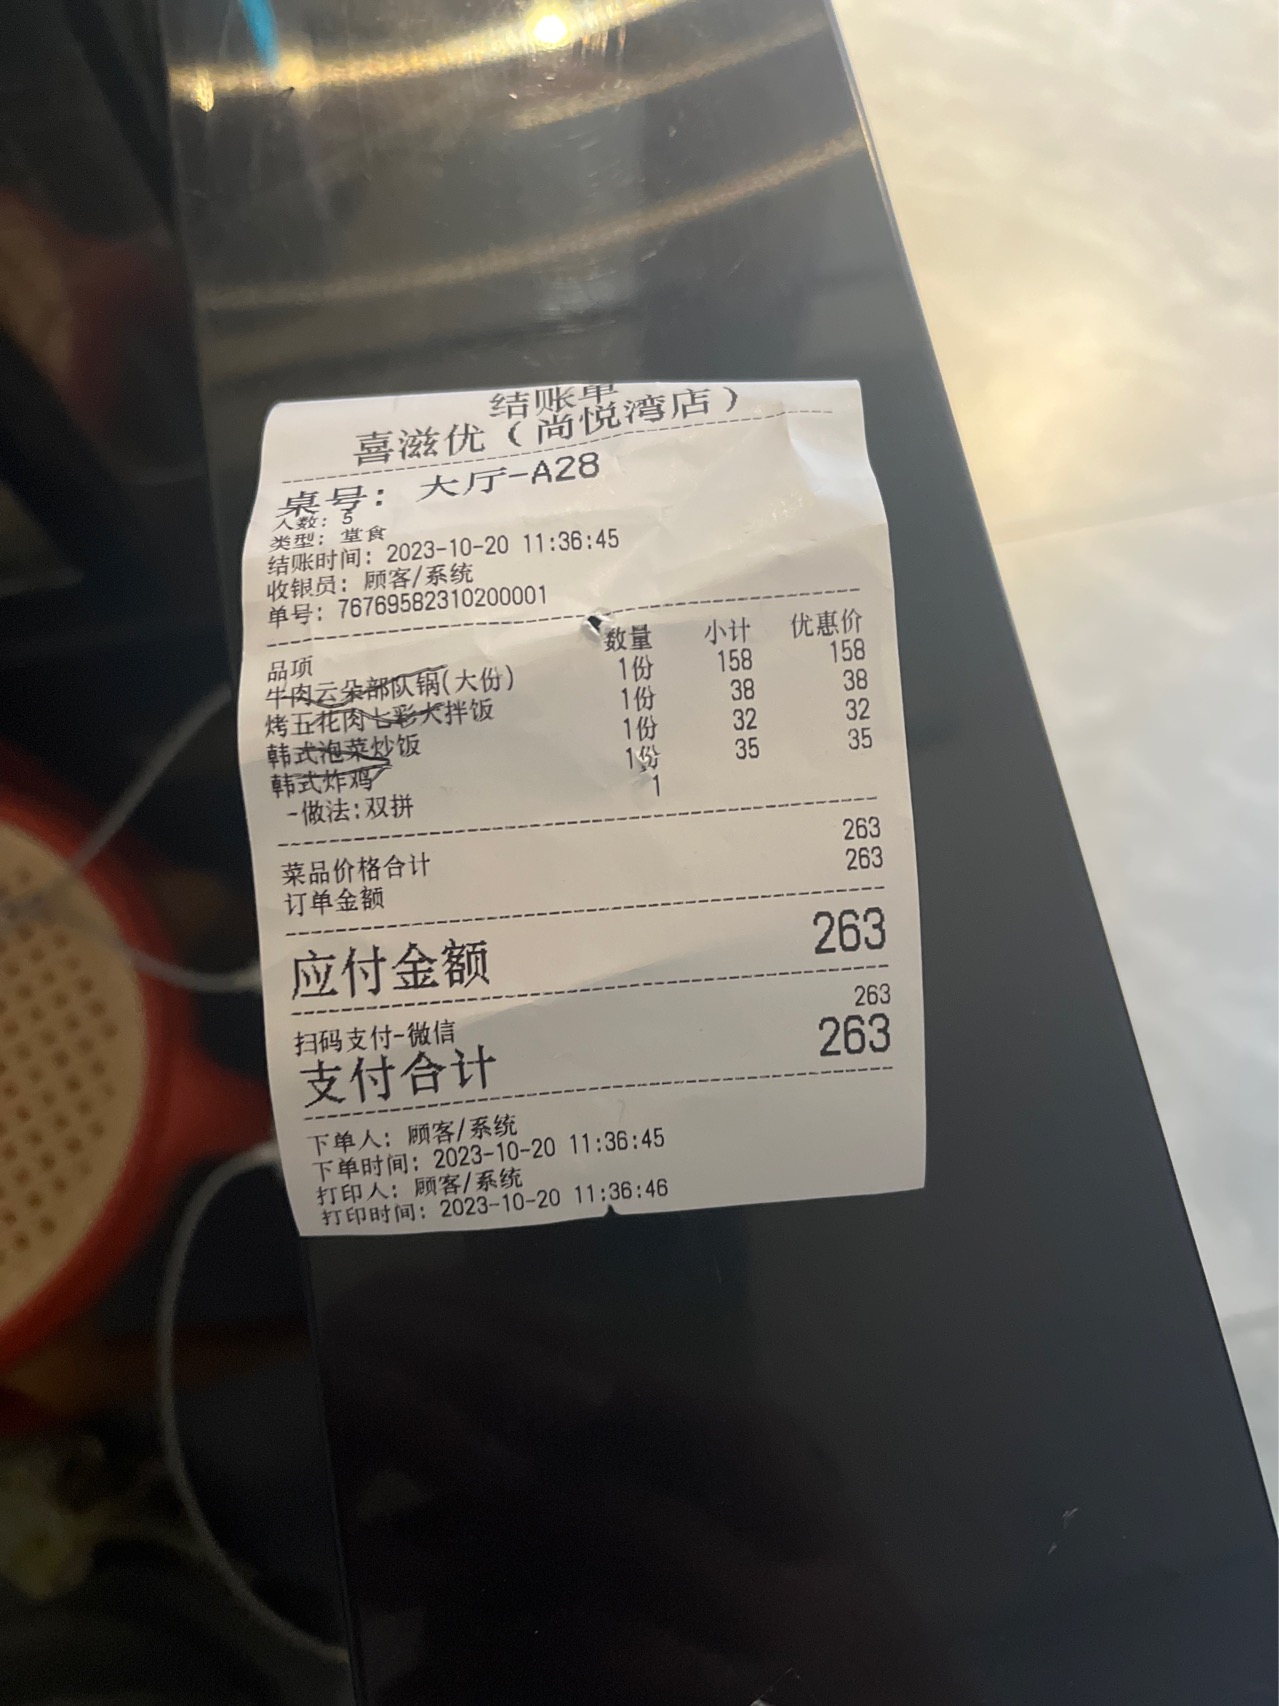 结账单
喜滋优（尚悦湾店）
桌号： 大厅-A28
人数：5
类型：堂食
结账时间：2023-10-20 11:36:45
收银员：顾客/系统
单号：76769582310200001
品项 数量 小计 优惠价
牛肉云朵部队锅(大份) 1份 158 158
烤五花肉七彩大拌饭 1份 38 38
韩式泡菜炒饭 1份 32 32
韩式炸鸡 1份 35 35
-做法:双拼 1
菜品价格合计 263
订单金额 263
应付金额 263
扫码支付-微信 263
支付合计 263
下单人：顾客/系统
下单时间：2023-10-20 11:36:45
打印人：顾客/系统
打印时间：2023-10-20 11:36:46